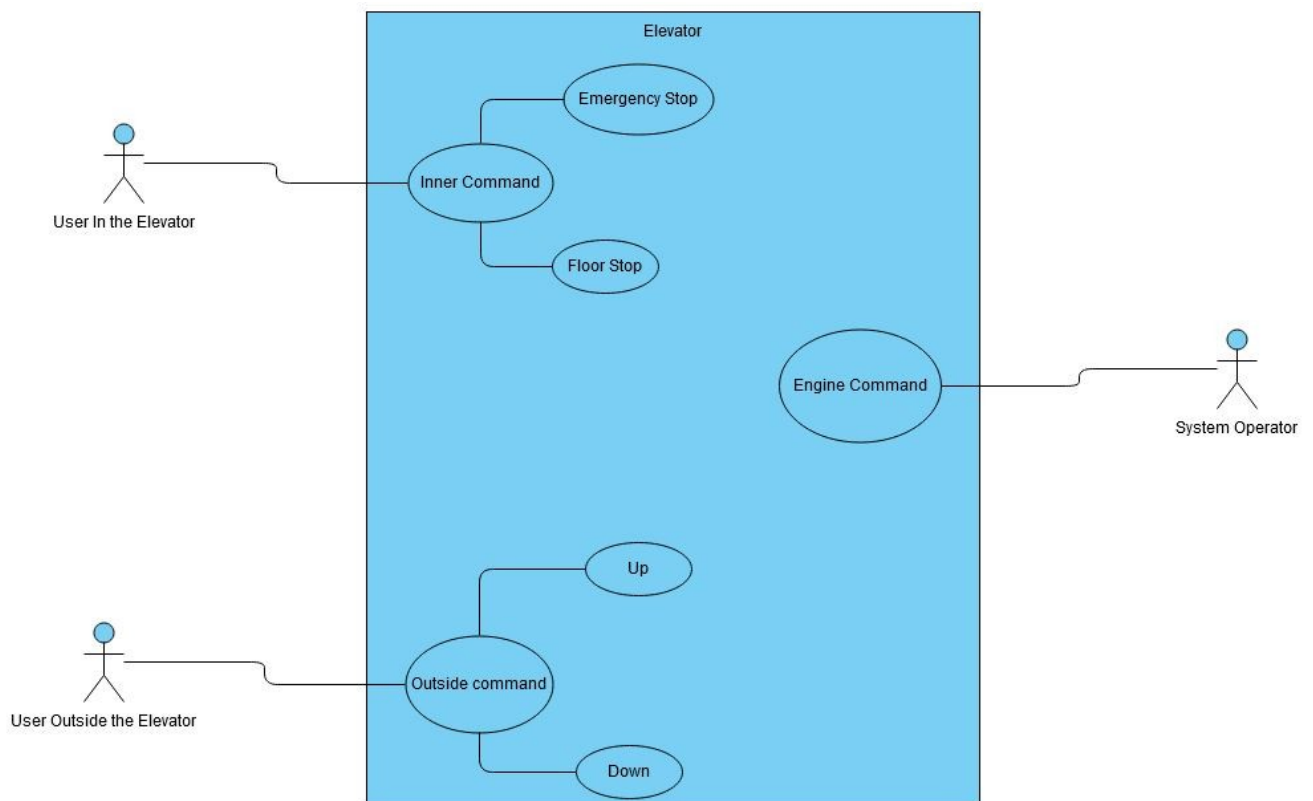 Elevator
Emergency Stop
User In the Elevator
Inner Command
Floor Stop
Engine Command
System Operator
Up
User Outside the Elevator
Outside command
Down